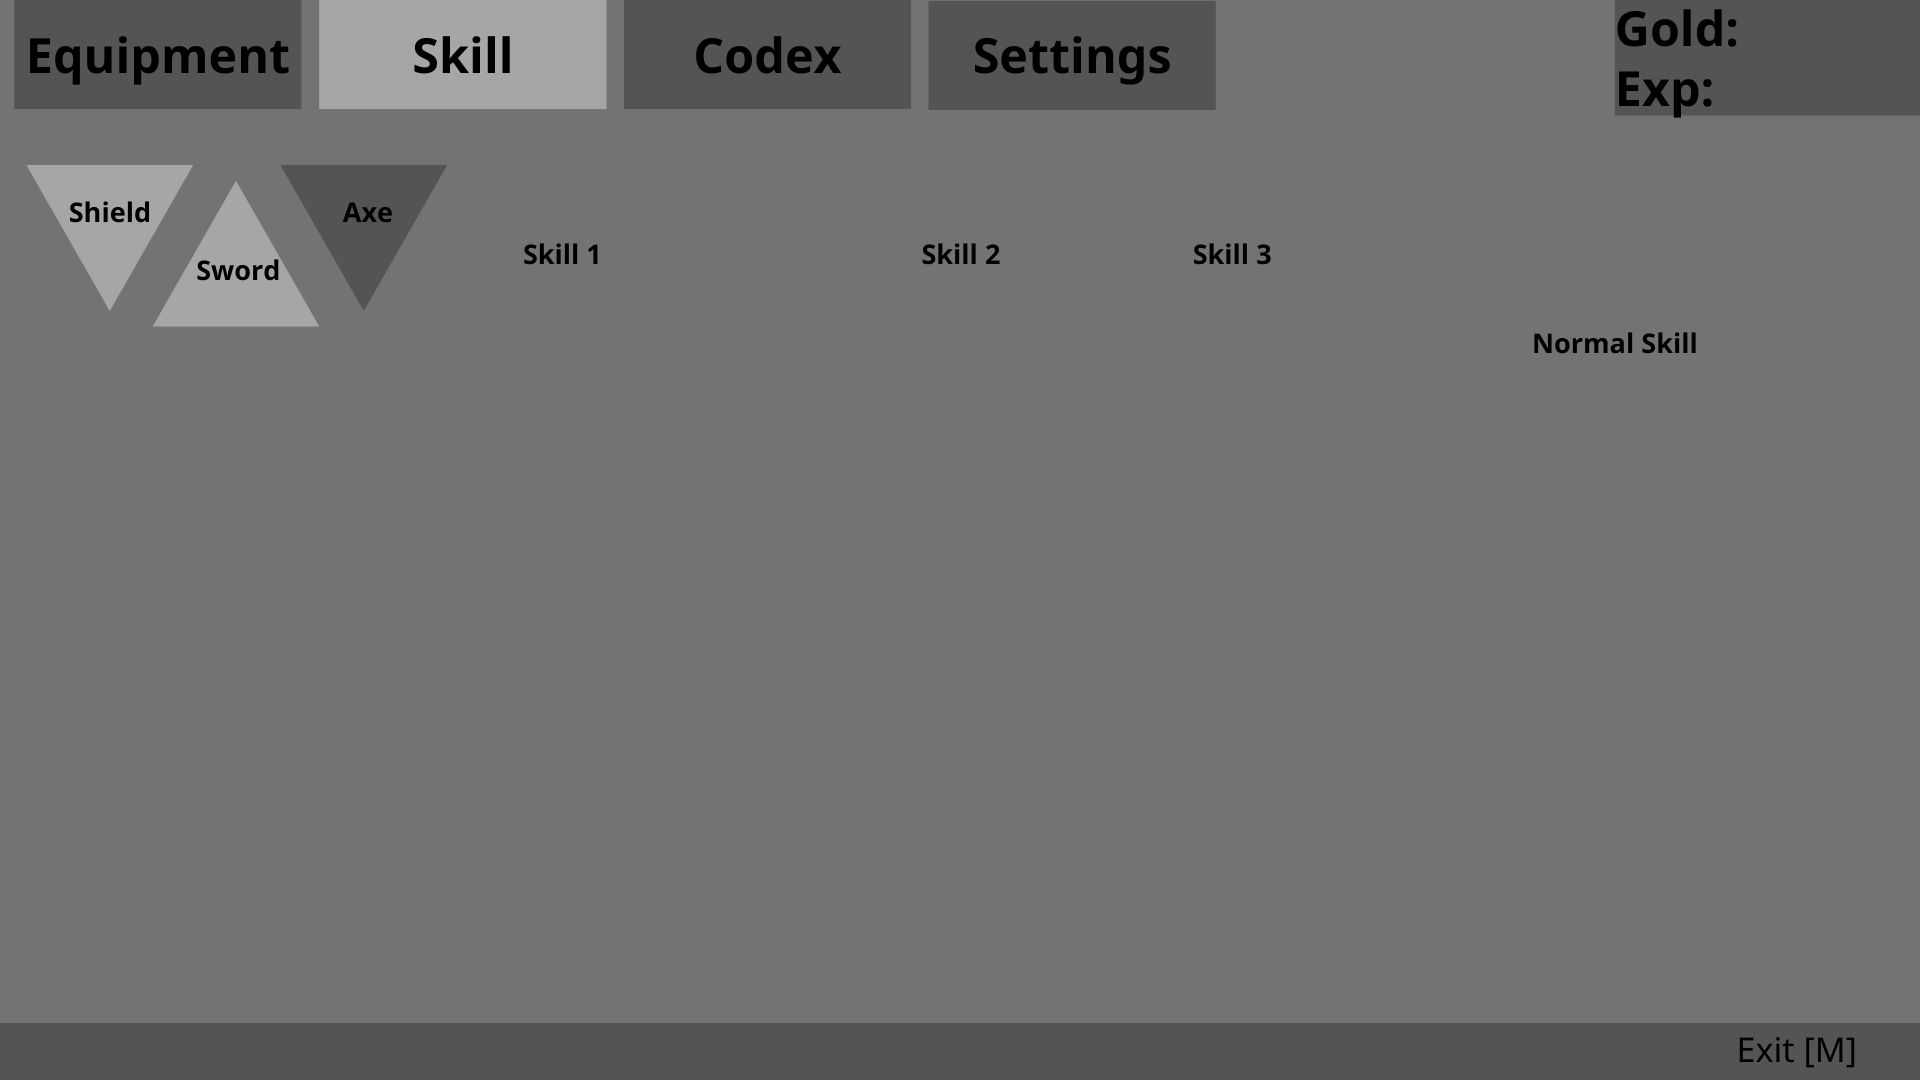 Equipment
Skill
Codex
Settings
Gold:
Exp:
Shield
Sword
Axe
Skill 1
Skill 2
Skill 3
Normal Skill
Exit [M]